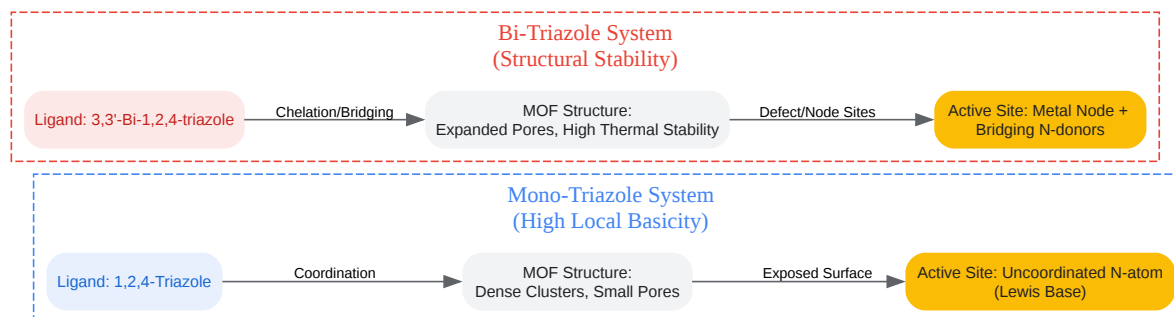 Bi-Triazole System
(Structural Stability)
Ligand: 3,3'-Bi-1,2,4-triazole
Chelation/Bridging
MOF Structure:
Expanded Pores, High Thermal Stability
Defect/Node Sites
Active Site: Metal Node +
Bridging N-donors
Mono-Triazole System
(High Local Basicity)
Ligand: 1,2,4-Triazole
Coordination
MOF Structure:
Dense Clusters, Small Pores
Exposed Surface
Active Site: Uncoordinated N-atom
(Lewis Base)